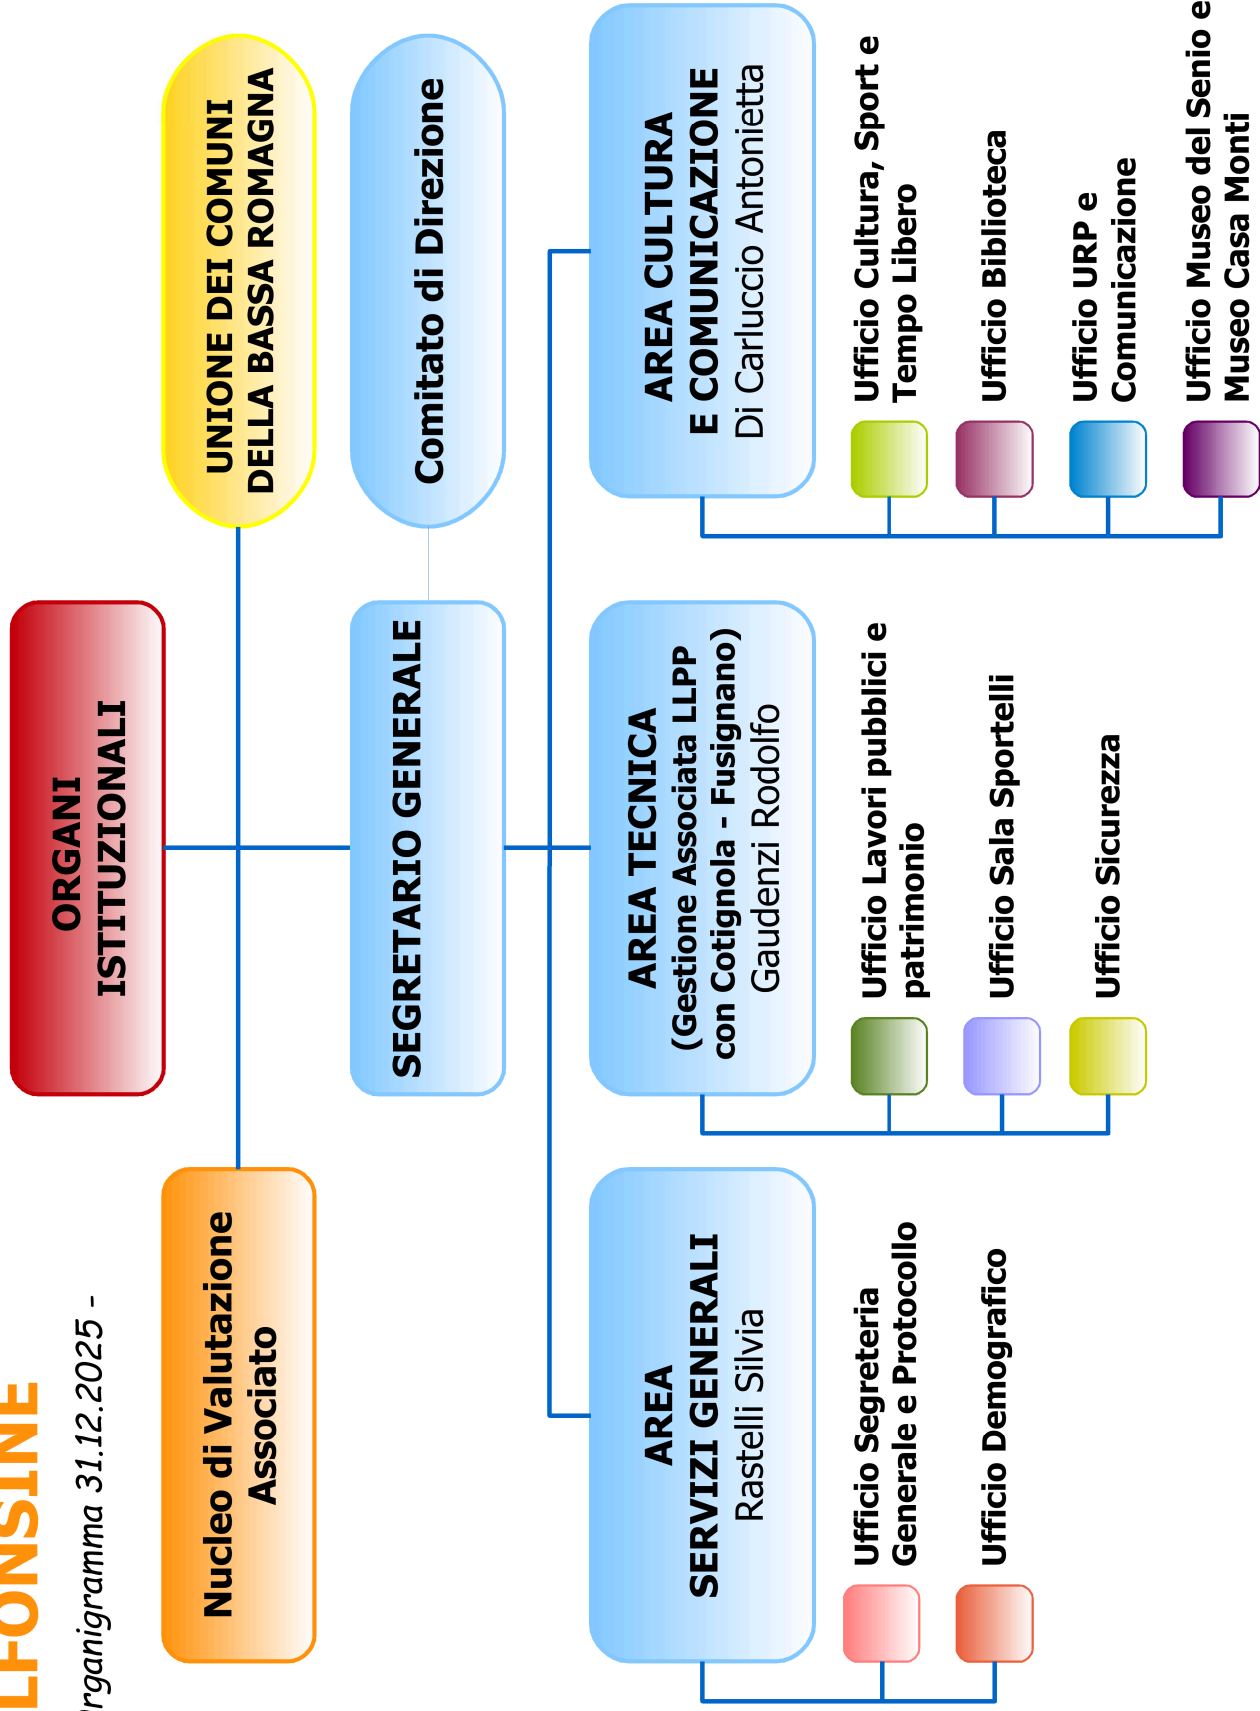 LFONSINE
rganigramma 31.12.2025 -
ORGANI
ISTITUZIONALI
Nucleo di Valutazione
Associato
UNIONE DEI COMUNI
DELLA BASSA ROMAGNA
SEGRETARIO GENERALE
Comitato di Direzione
AREA
SERVIZI GENERALI
Rastelli Silvia
Ufficio Segreteria
Generale e Protocollo
Ufficio Demografico
AREA TECNICA
(Gestione Associata LLPP
con Cotignola - Fusignano)
Gaudenzi Rodolfo
Ufficio Lavori pubblici e
patrimonio
Ufficio Sala Sportelli
Ufficio Sicurezza
AREA CULTURA
E COMUNICAZIONE
Di Carluccio Antonietta
Ufficio Cultura, Sport e
Tempo Libero
Ufficio Biblioteca
Ufficio URP e
Comunicazione
Ufficio Museo del Senio e
Museo Casa Monti